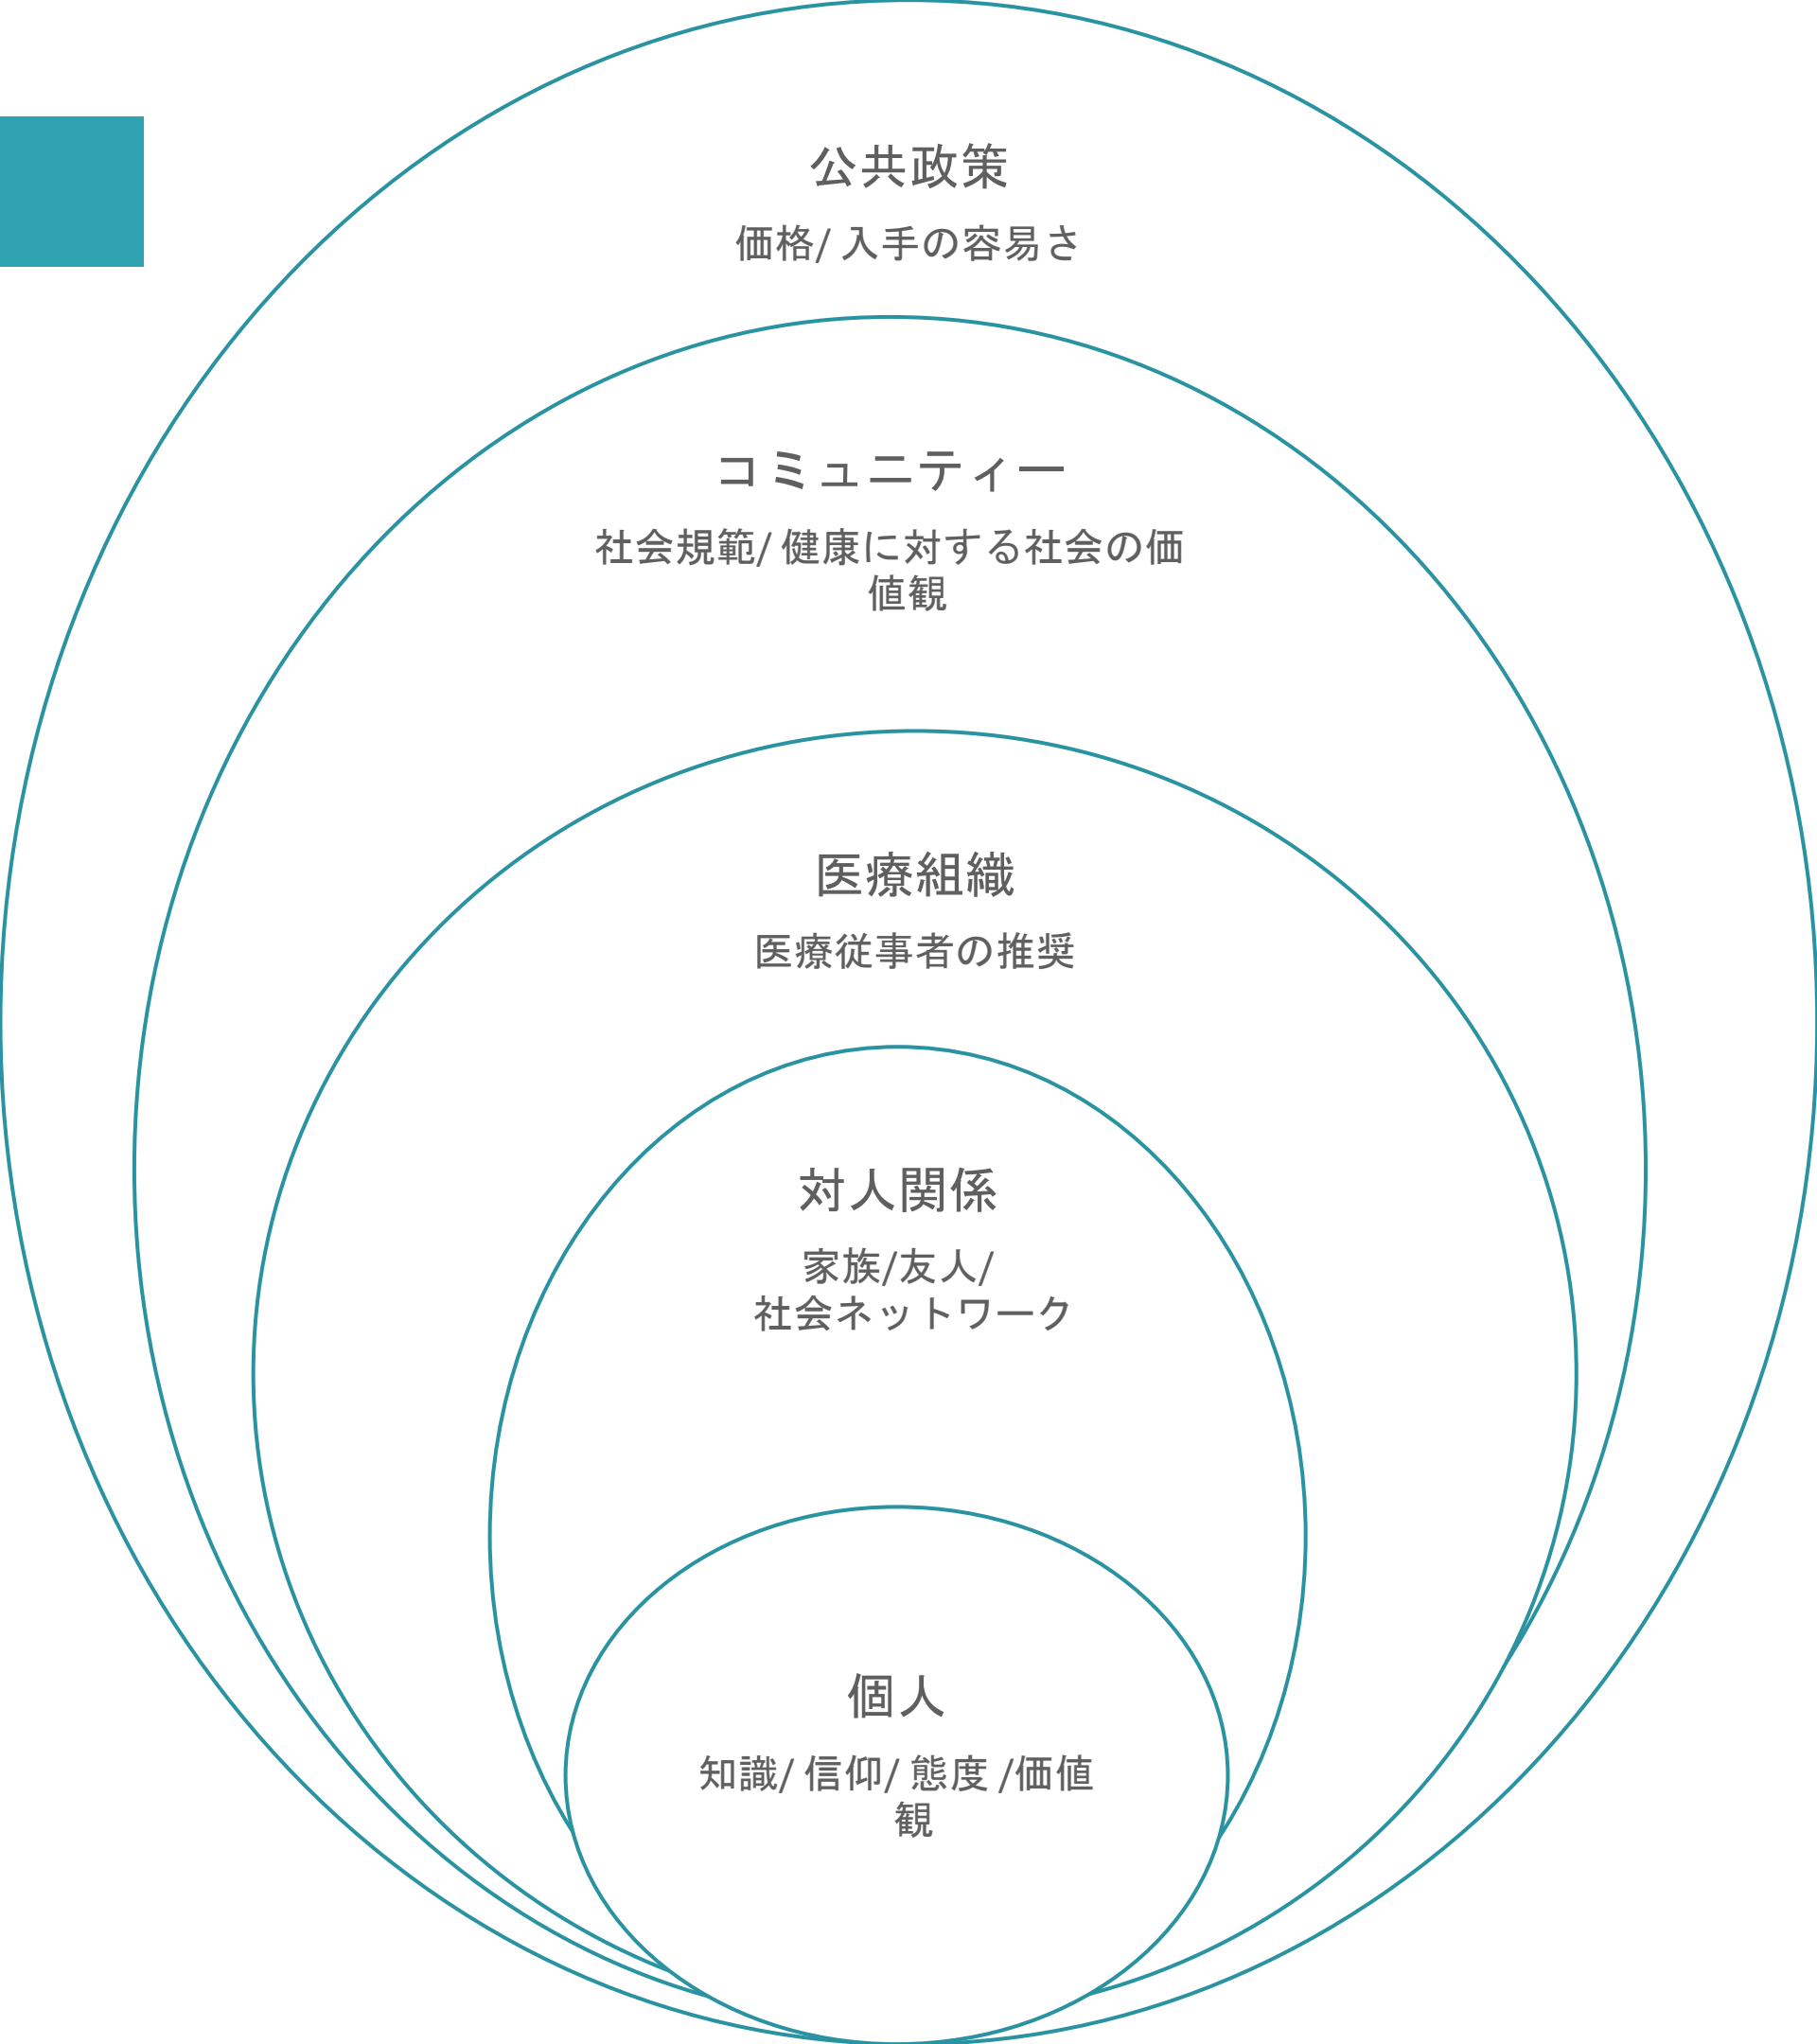 公共政策
価格/ 入手の容易さ
コミュニティー
社会規範/ 健康に対する社会の価
値観
医療組織
医療従事者の推奨
対人関係
家族/友人/
社会ネットワーク
個人
知識/ 信仰/ 態度 /価値
観